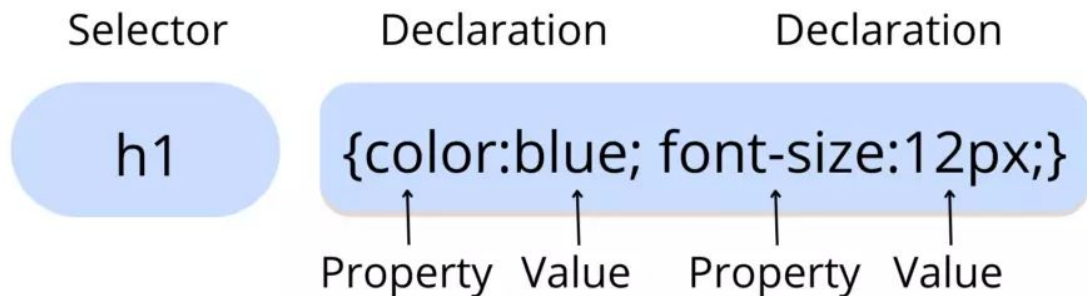 Selector Declaration Declaration
h1 {color:blue; font-size:12px;}
Property Value Property Value